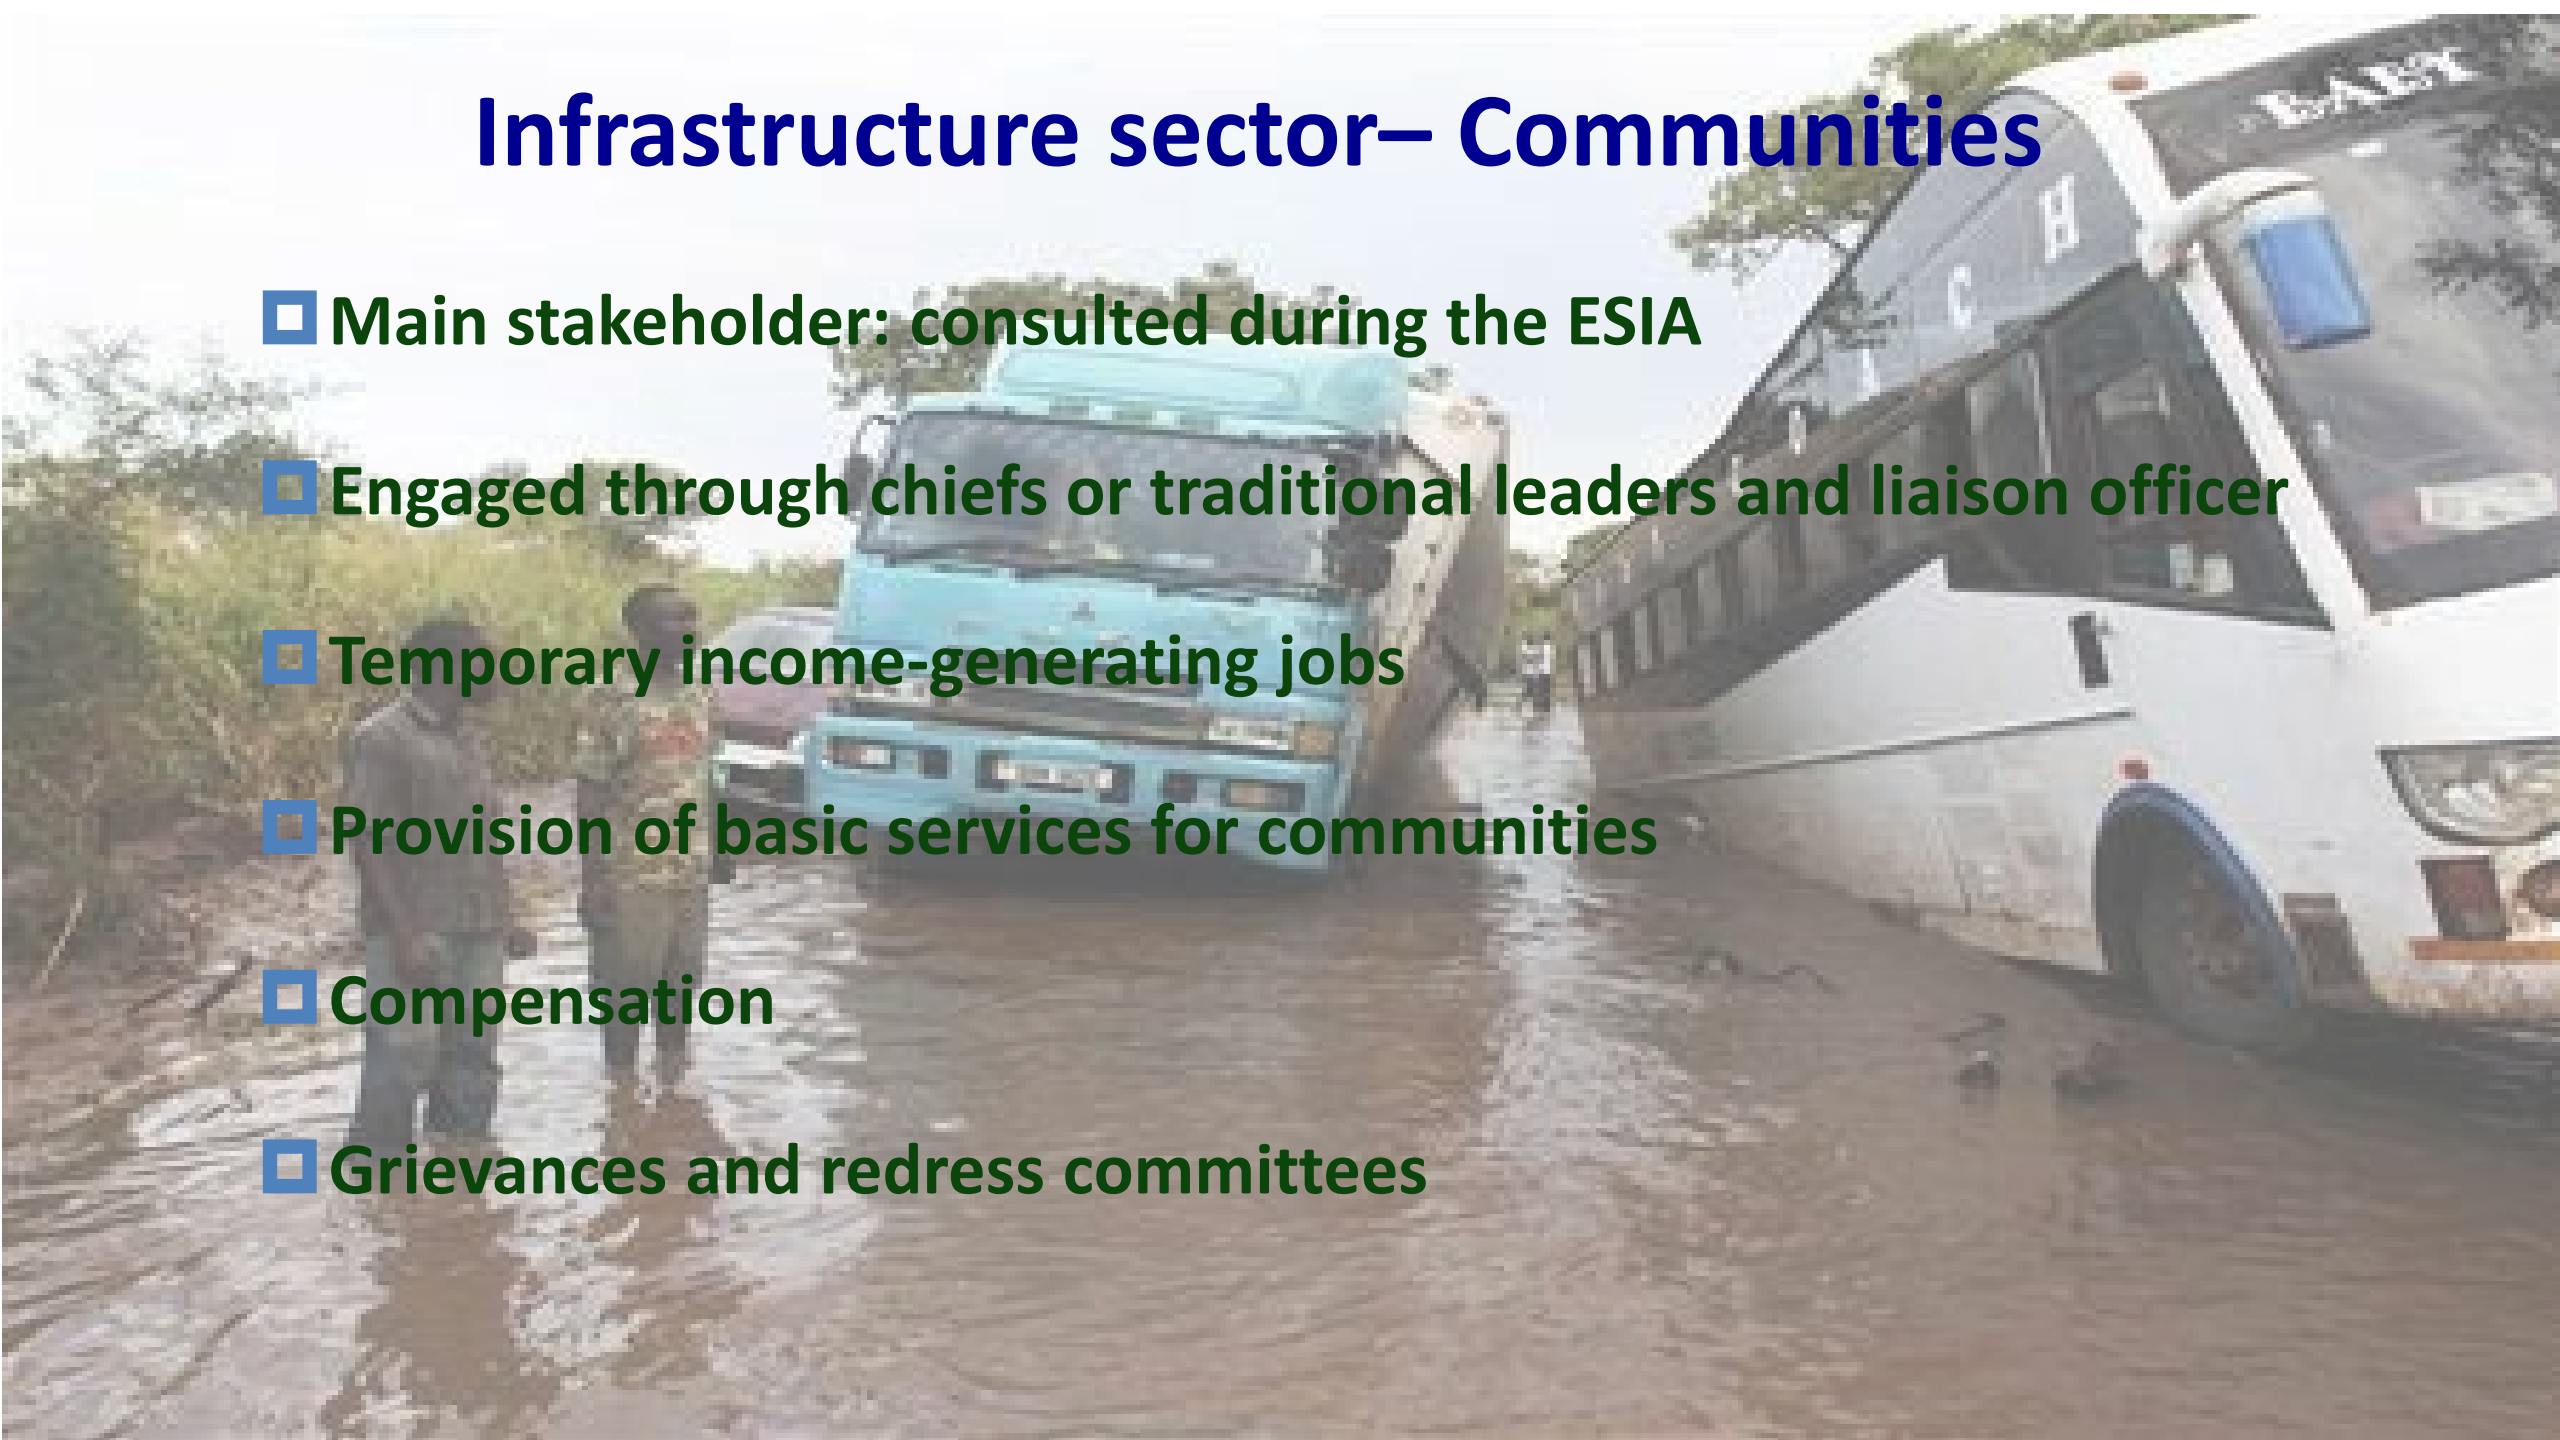 Infrastructure sector– Communities
Main stakeholder: consulted during the ESIA
Engaged through chiefs or traditional leaders and liaison officer
Temporary income-generating jobs
Provision of basic services for communities
Compensation
Grievances and redress committees